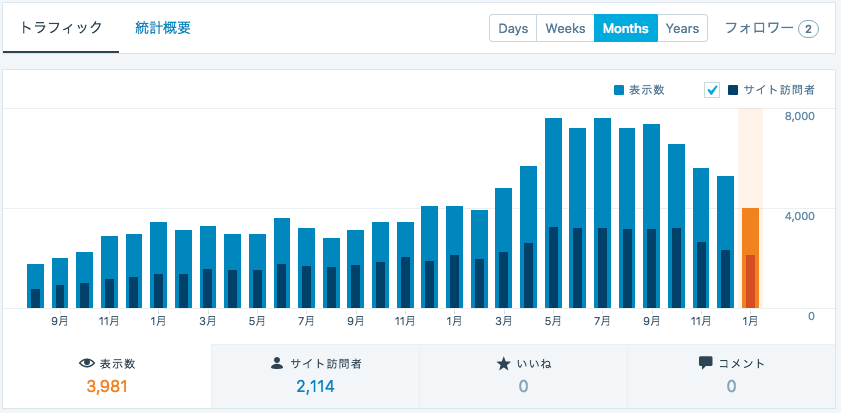 トラフィック 統計概要 Days Weeks Months Years フォロワー 2
表示数 サイト訪問者
8,000
4,000
0
9月 11月 1月 3月 5月 7月 9月 11月 1月 3月 5月 7月 9月 11月 1月
表示数 サイト訪問者 いいね コメント
3,981 2,114 0 0